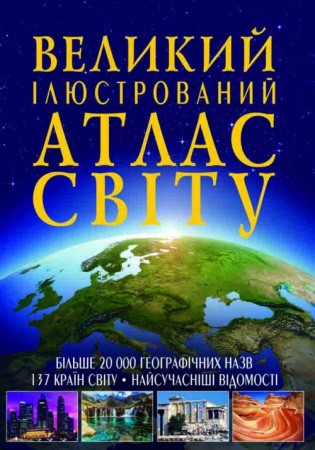 ВЕЛИКИЙ
ІЛЮСТРОВАНИЙ
АТЛАС
СВІТУ
БІЛЬШЕ 20 000 ГЕОГРАФІЧНИХ НАЗВ
137 КРАЇН СВІТУ • НАЙСУЧАСНІШІ ВІДОМОСТІ